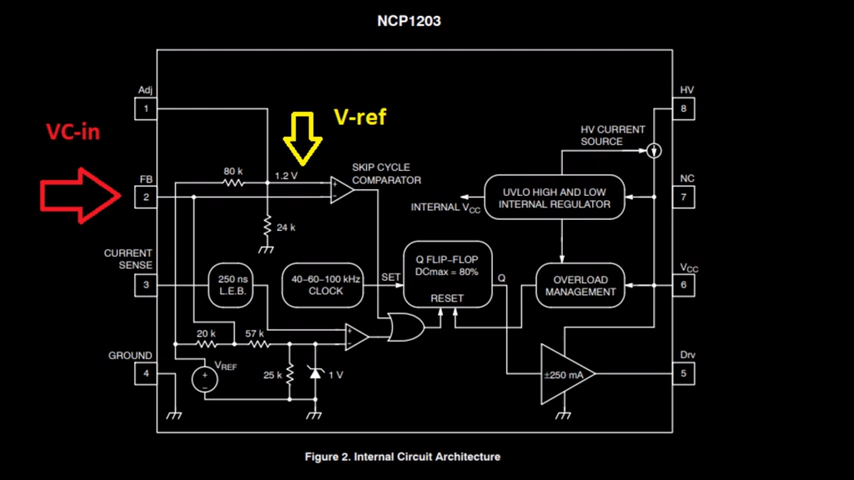 NCP1203
Adj
1
HV
8
V-ref
VC-in
HV CURRENT
SOURCE
FB
2
80 k
1.2 V
SKIP CYCLE
COMPARATOR
NC
7
UVLO HIGH AND LOW
INTERNAL REGULATOR
INTERNAL VCC
24 k
CURRENT
SENSE
3
250 ns
L.E.B.
40-60-100 kHz
CLOCK
SET
Q FLIP-FLOP
DCmax = 80%
RESET
Q
OVERLOAD
MANAGEMENT
VCC
6
20 k
57 k
GROUND
4
VREF
+
-
25 k
1 V
+
-
+
-
±250 mA
Drv
5
Figure 2. Internal Circuit Architecture